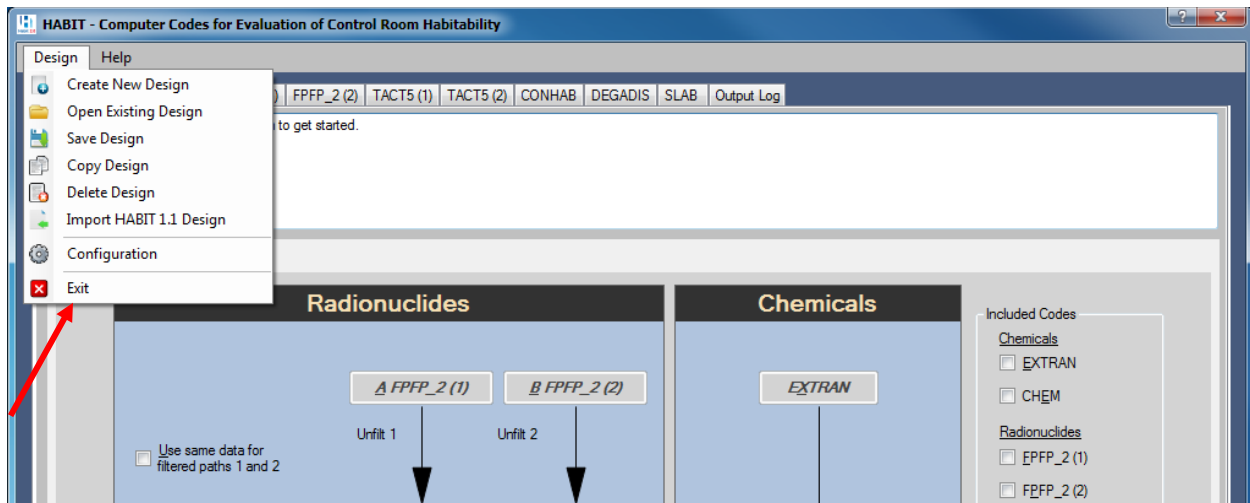 HABIT - Computer Codes for Evaluation of Control Room Habitability
Design Help
Create New Design
Open Existing Design
Save Design
Copy Design
Delete Design
Import HABIT 1.1 Design
Configuration
Exit
) FPFP_2 (2) TACT5 (1) TACT5 (2) CONHAB DEGADIS SLAB Output Log
to get started.
Radionuclides
Chemicals
A FPFP_2 (1)
B FPFP_2 (2)
EXTRAN
Unfilt 1
Unfilt 2
Use same data for
filtered paths 1 and 2
Included Codes
Chemicals
EXTRAN
CHEM
Radionuclides
FPFP_2 (1)
FPFP_2 (2)